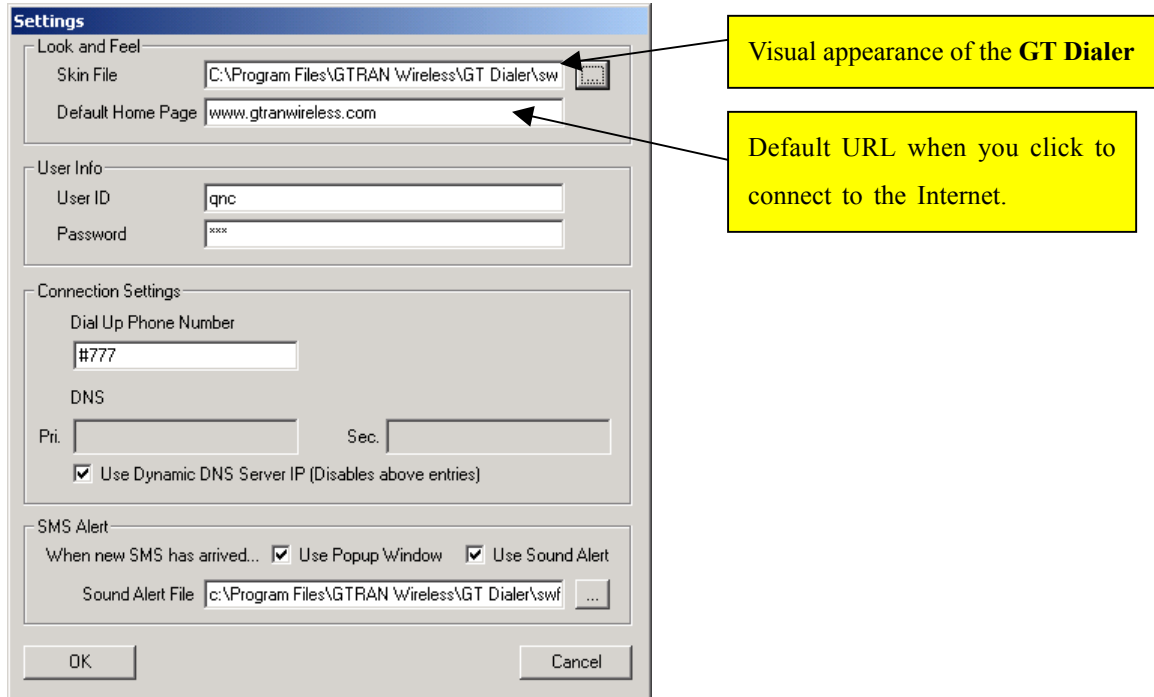 Settings
Look and Feel
Skin File C:\Program Files\GTRAN Wireless\GT Dialer\sw ...
Default Home Page www.gtranwireless.com
Visual appearance of the GT Dialer
Default URL when you click to
connect to the Internet.
User Info
User ID qnc
Password ×××
Connection Settings
Dial Up Phone Number
#777
DNS
Pri. Sec.
Use Dynamic DNS Server IP (Disables above entries)
SMS Alert
When new SMS has arrived... Use Popup Window Use Sound Alert
Sound Alert File c:\Program Files\GTRAN Wireless\GT Dialer\swf ...
OK Cancel